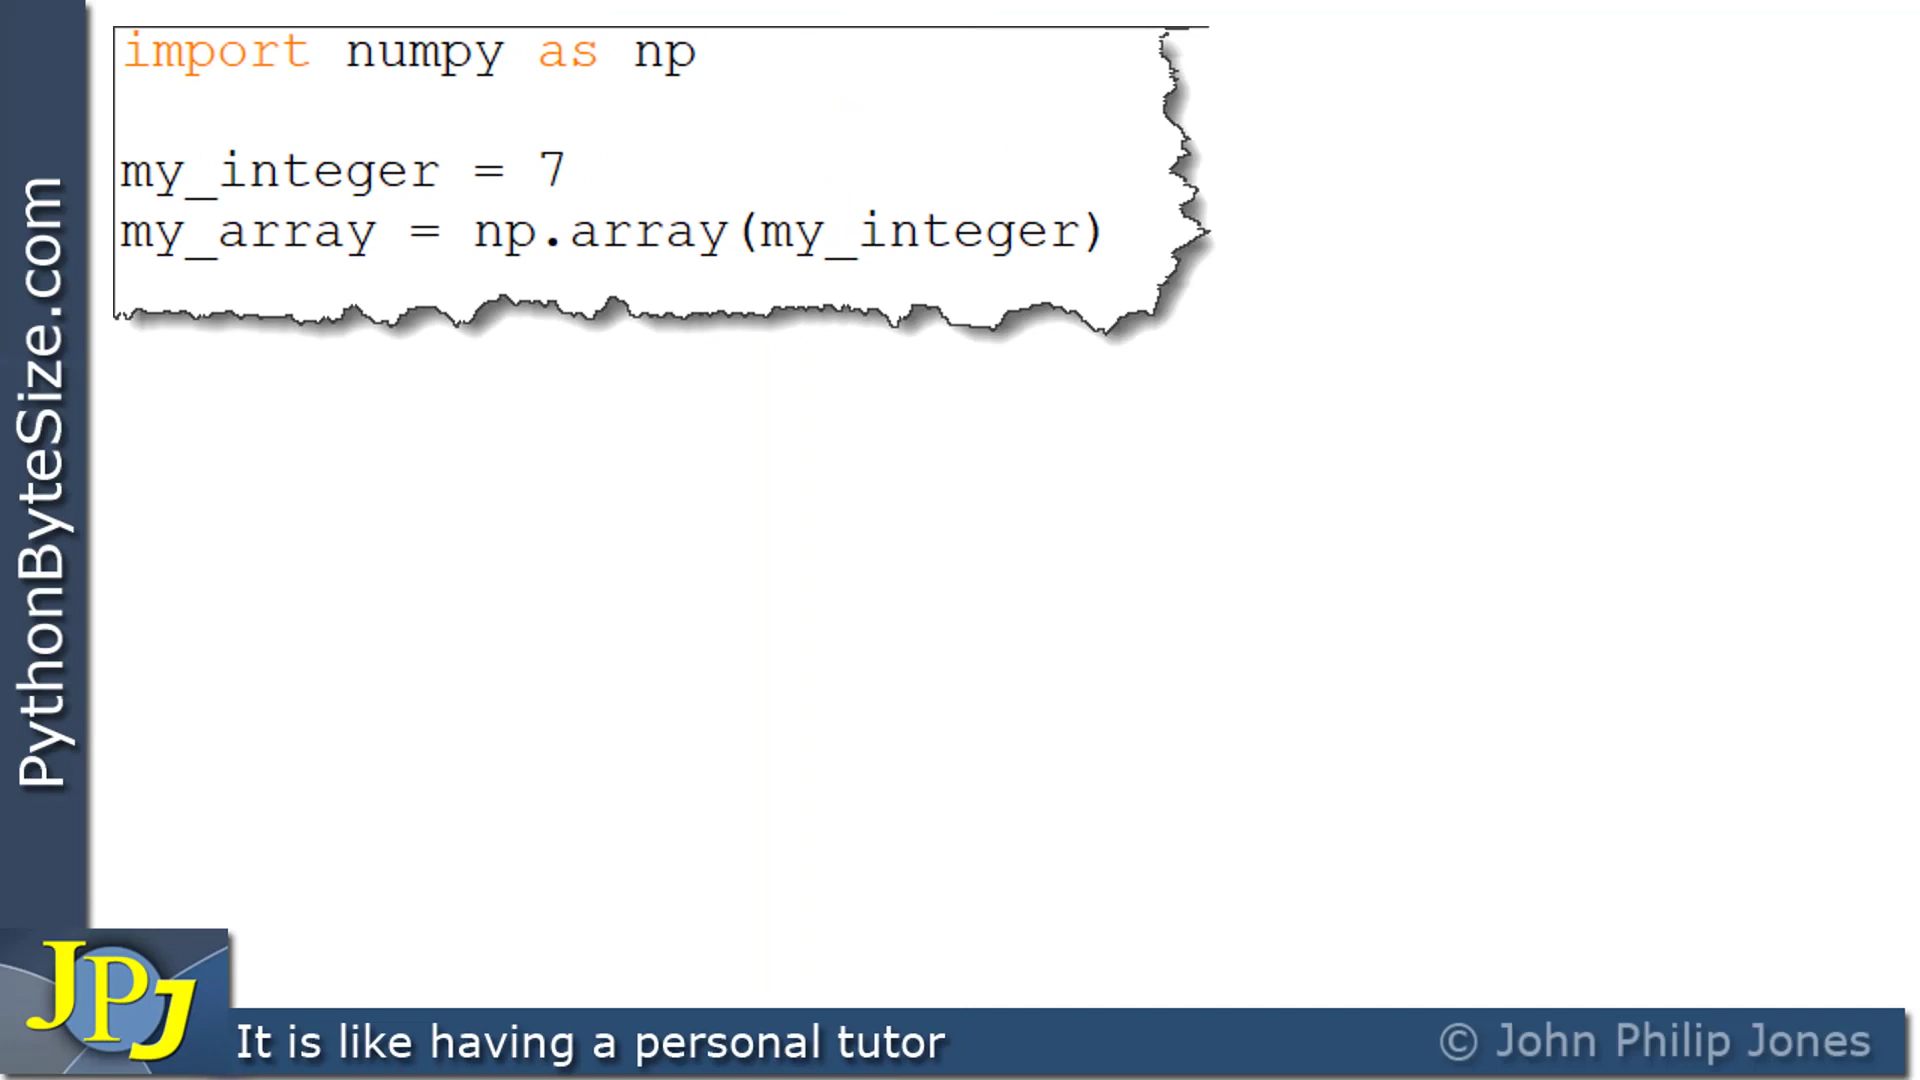 import numpy as np
my_integer = 7
my_array = np.array(my_integer)
PythonByteSize.com
JPJ
It is like having a personal tutor
© John Philip Jones